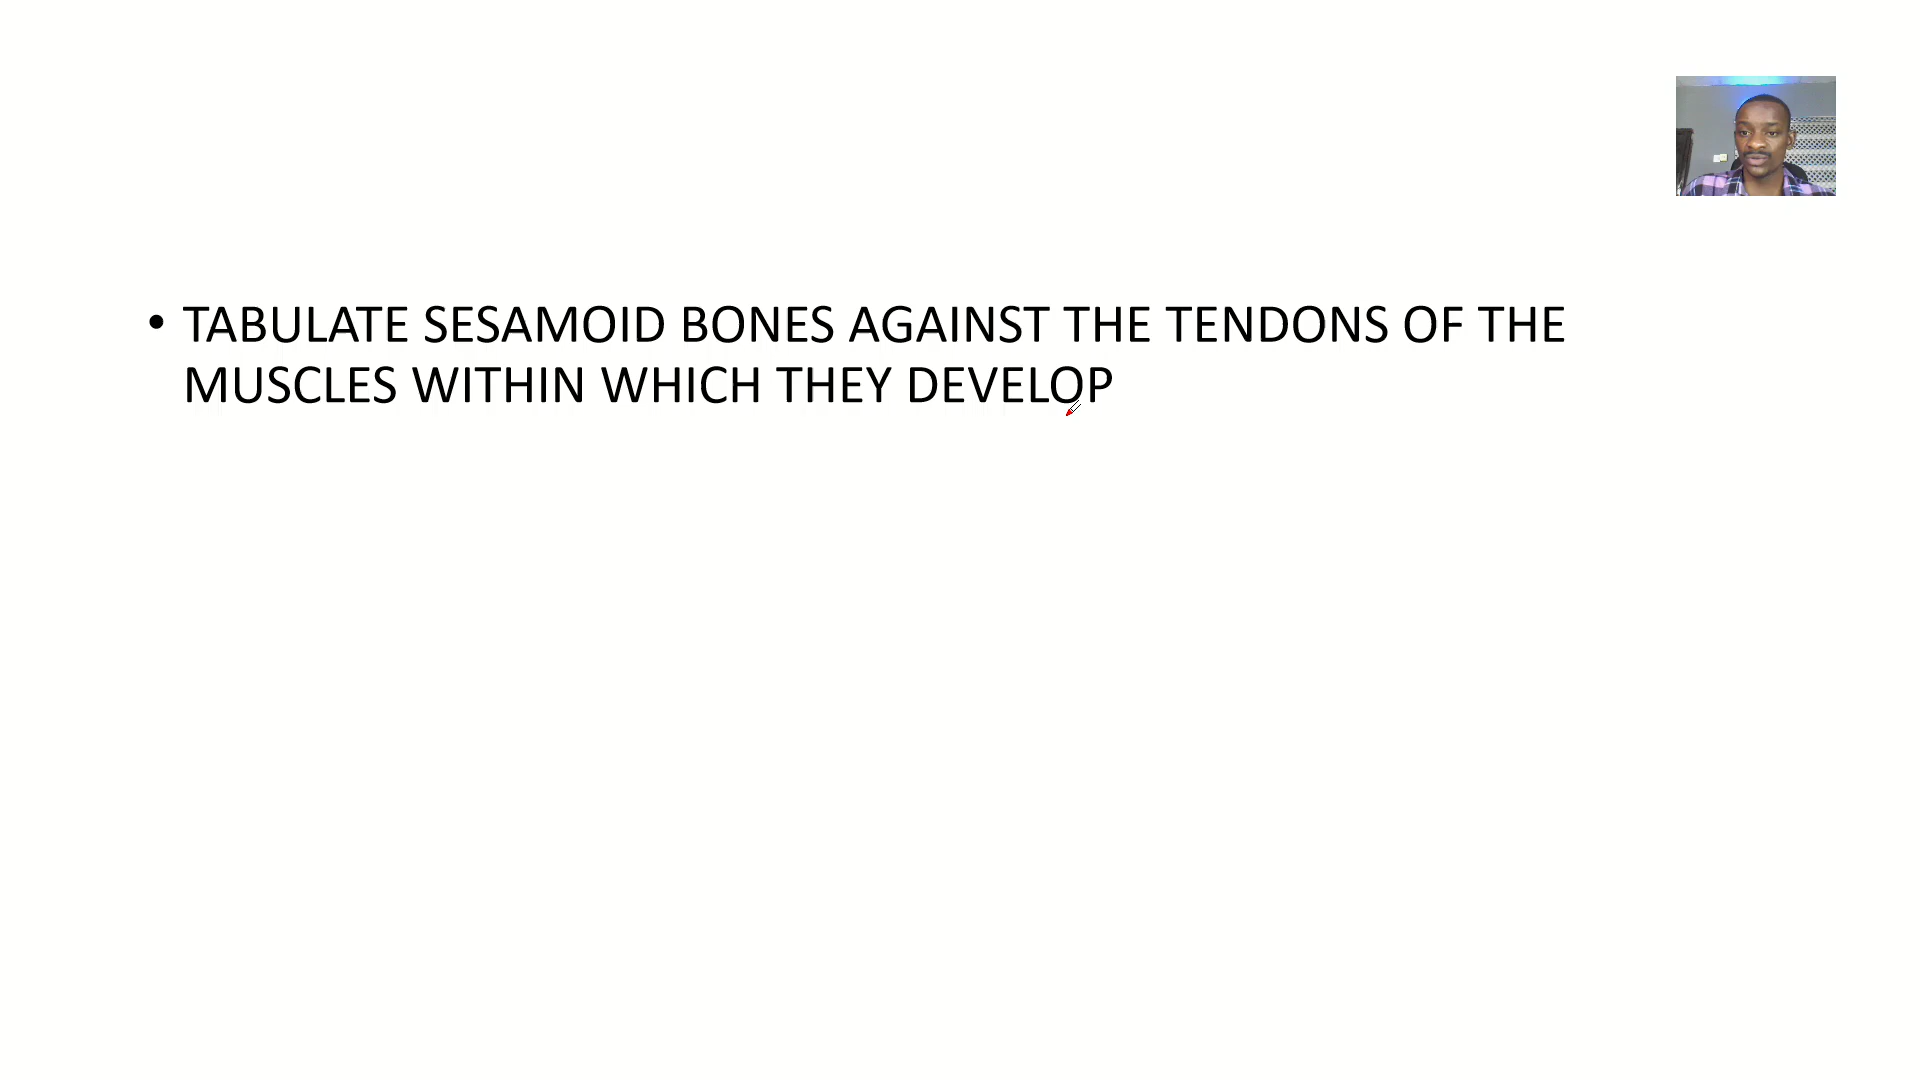 • TABULATE SESAMOID BONES AGAINST THE TENDONS OF THE
MUSCLES WITHIN WHICH THEY DEVELOP